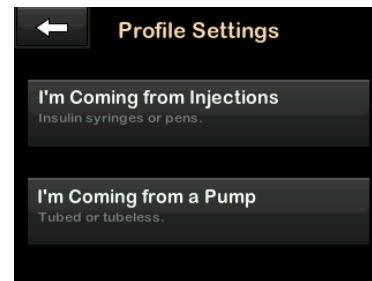 Profile Settings
I'm Coming from Injections
Insulin syringes or pens.
I'm Coming from a Pump
Tubed or tubeless.